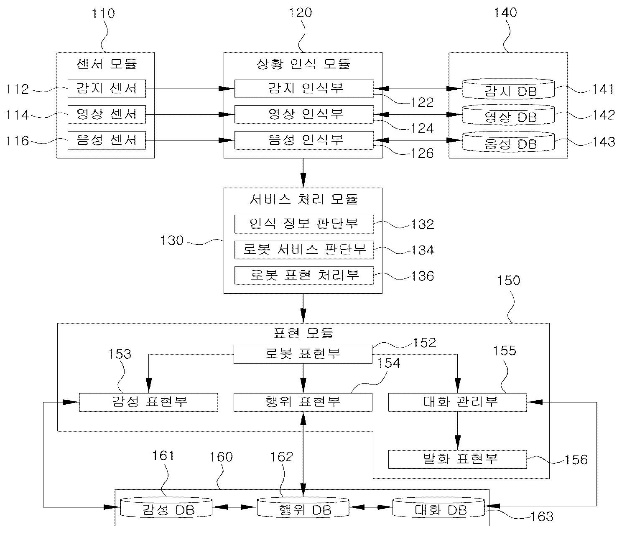 110 120 140
센서 모듈 상황 인식 모듈
112 감지 센서 감지 인식부 122 감지 DB 141
114 영상 센서 영상 인식부 124 영상 DB 142
116 음성 센서 음성 인식부 126 음성 DB 143
서비스 처리 모듈
인식 정보 판단부 132
130 로봇 서비스 판단부 134
로봇 표현 처리부 136
150
표현 모듈
로봇 표현부 152
153 154 155
감성 표현부 행위 표현부 대화 관리부
발화 표현부 156
161 160 162
감성 DB 행위 DB 대화 DB 163